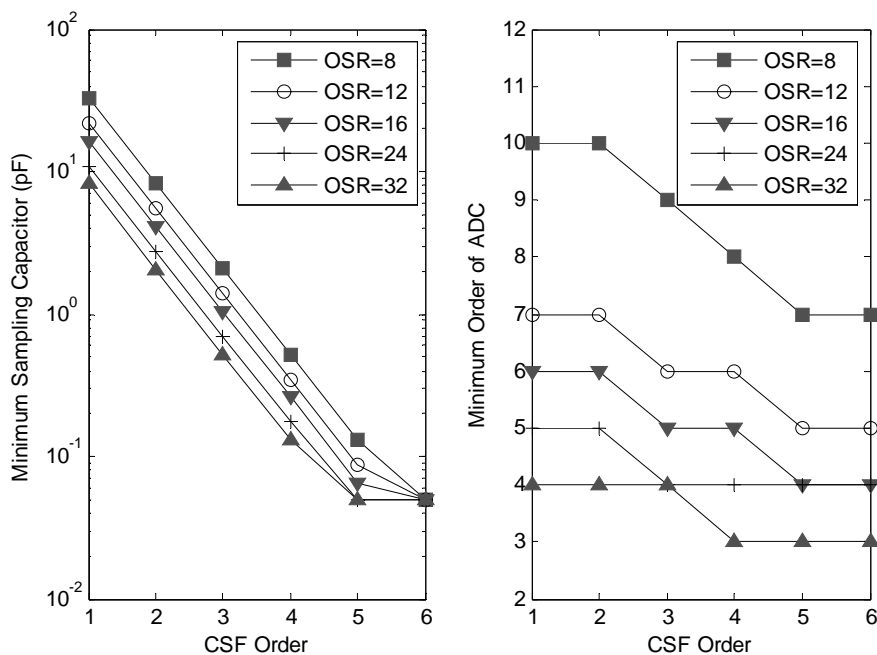 Minimum Sampling Capacitor (pF)
10^2
10^1
10^0
10^-1
10^-2
1 2 3 4 5 6
CSF Order
OSR=8
OSR=12
OSR=16
OSR=24
OSR=32
Minimum Order of ADC
12
11
10
9
8
7
6
5
4
3
2
1 2 3 4 5 6
CSF Order
OSR=8
OSR=12
OSR=16
OSR=24
OSR=32